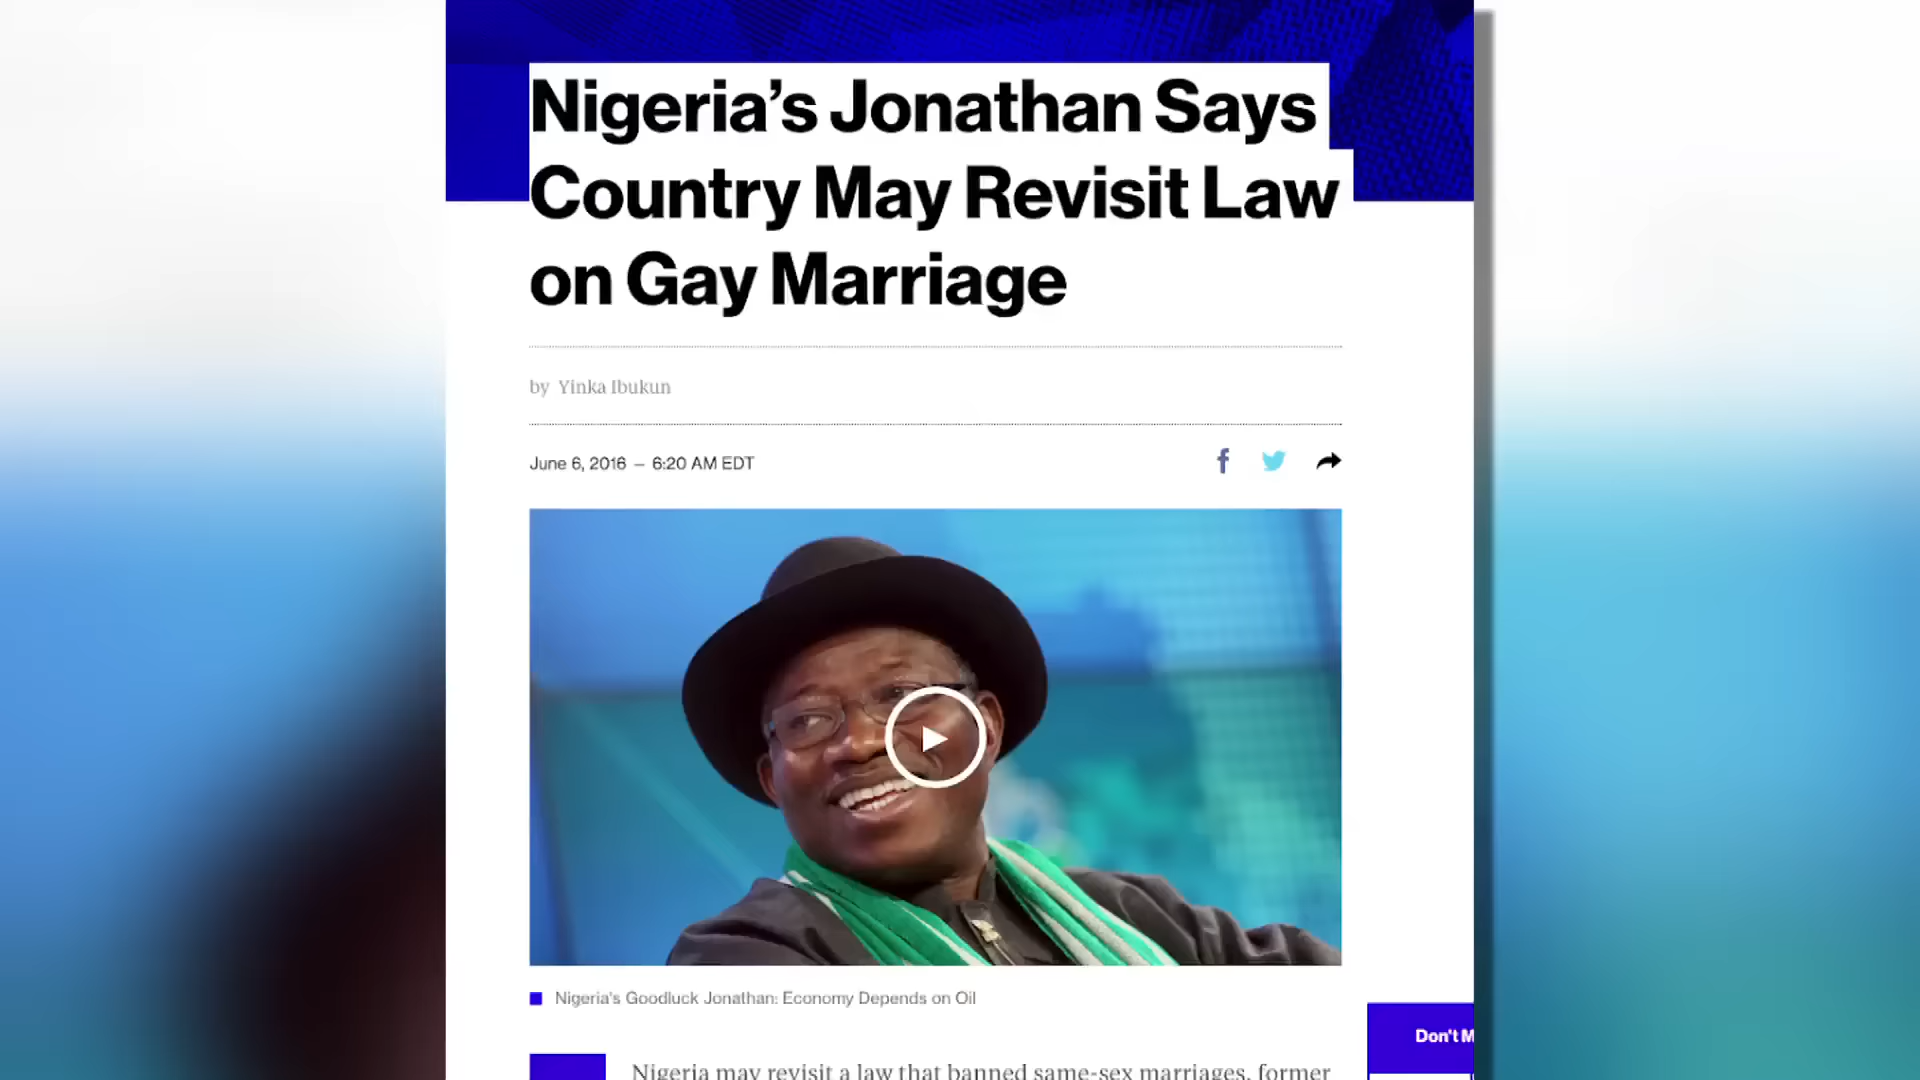 Nigeria’s Jonathan Says
Country May Revisit Law
on Gay Marriage
by Yinka Ibukun
June 6, 2016 – 6:20 AM EDT
Nigeria's Goodluck Jonathan: Economy Depends on Oil
Don't M
Nigeria may revisit a law that banned same-sex marriages, former